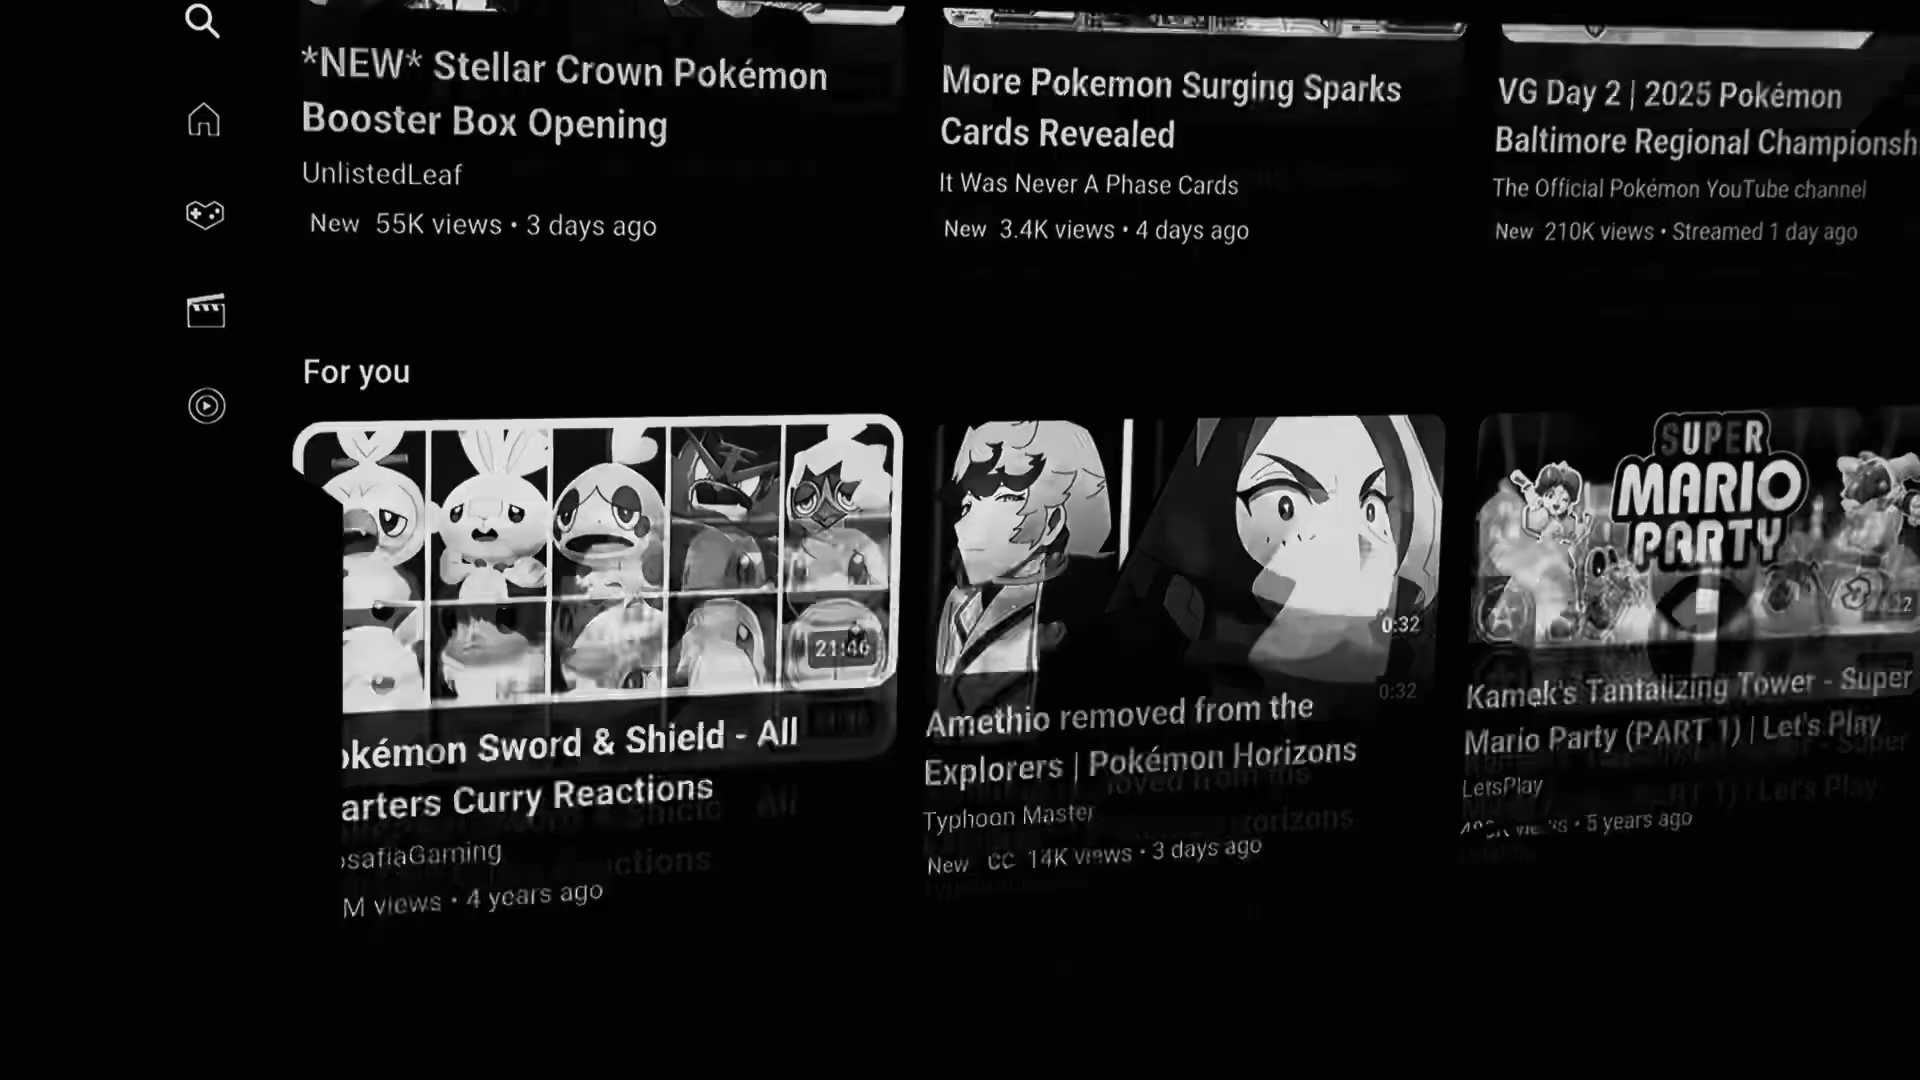 *NEW* Stellar Crown Pokémon
Booster Box Opening
UnlistedLeaf
New 55K views • 3 days ago
More Pokemon Surging Sparks
Cards Revealed
It Was Never A Phase Cards
New 3.4K views • 4 days ago
VG Day 2 | 2025 Pokémon
Baltimore Regional Championsh
The Official Pokémon YouTube channel
New 210K views • Streamed 1 day ago
For you
21:46
okémon Sword & Shield - All
arters Curry Reactions
osafiaGaming
M views • 4 years ago
0:32
0:32
Amethio removed from the
Explorers | Pokémon Horizons
Typhoon Master
New CC 14K views • 3 days ago
SUPER
MARIO
PARTY
Kamek's Tantalizing Tower - Super
Mario Party (PART 1) | Let's Play
LetsPlay
views • 5 years ago